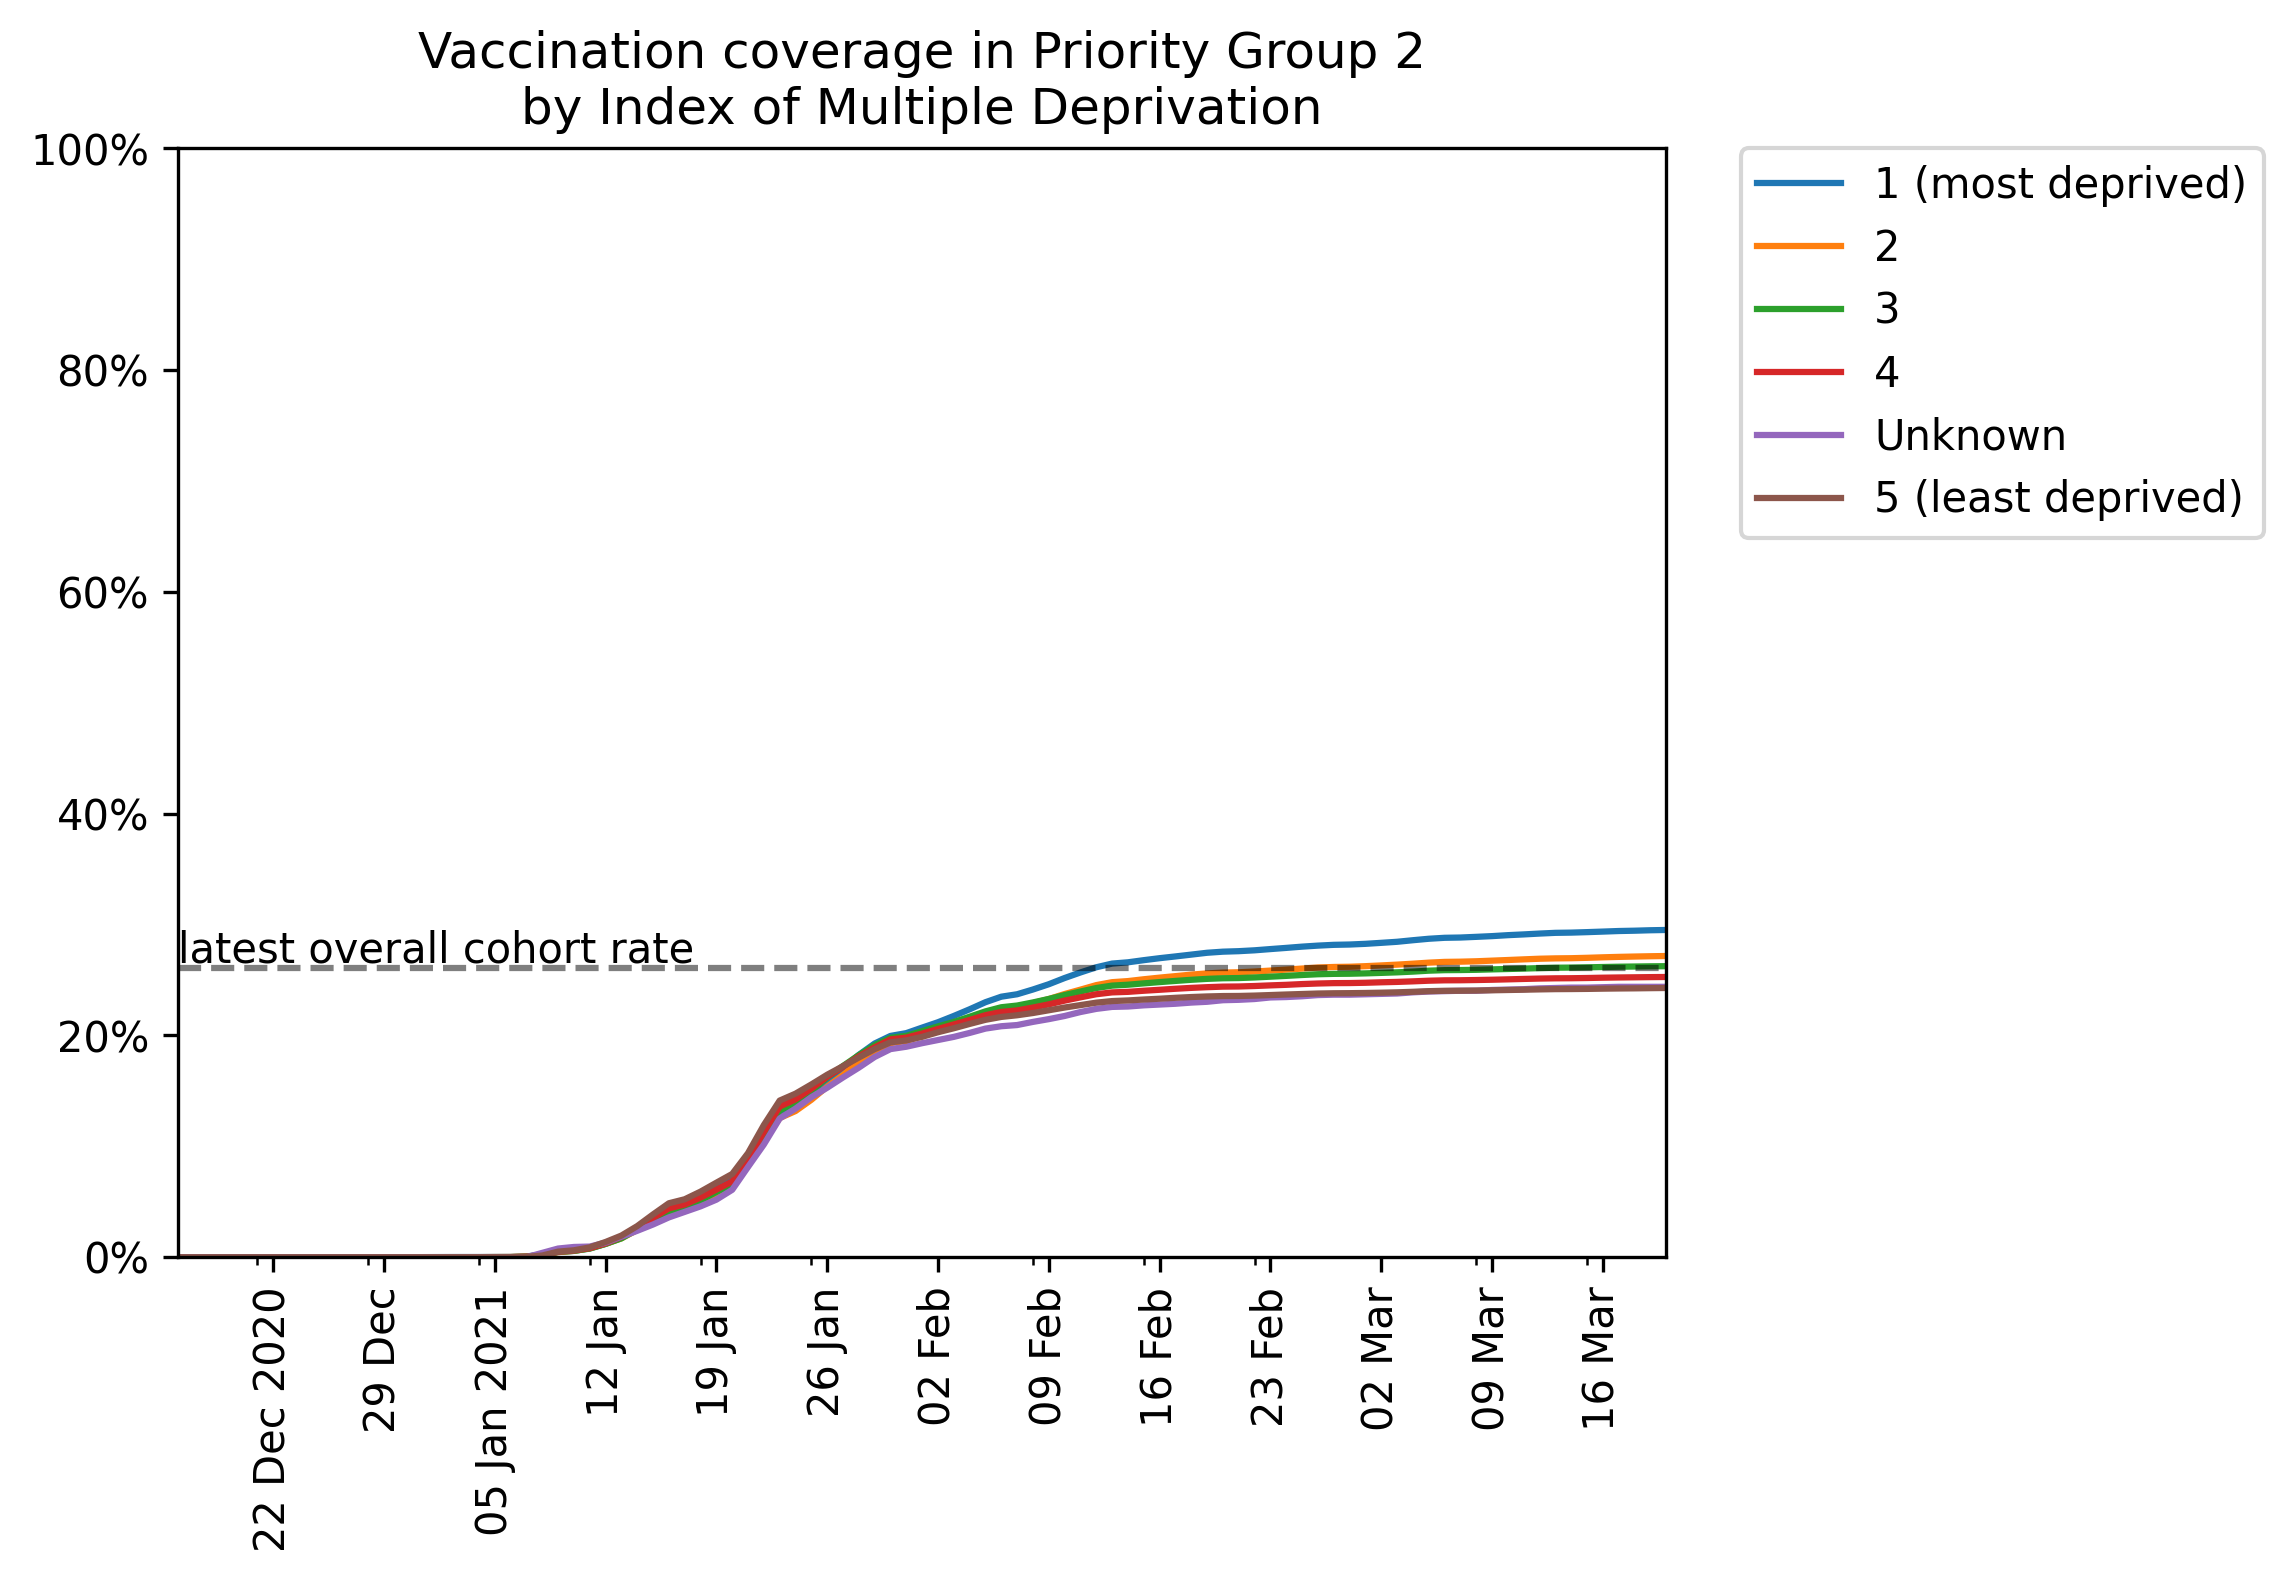 Vaccination coverage in Priority Group 2
by Index of Multiple Deprivation
100%
80%
60%
40%
20%
0%
latest overall cohort rate
22 Dec 2020
29 Dec
05 Jan 2021
12 Jan
19 Jan
26 Jan
02 Feb
09 Feb
16 Feb
23 Feb
02 Mar
09 Mar
16 Mar
1 (most deprived)
2
3
4
Unknown
5 (least deprived)